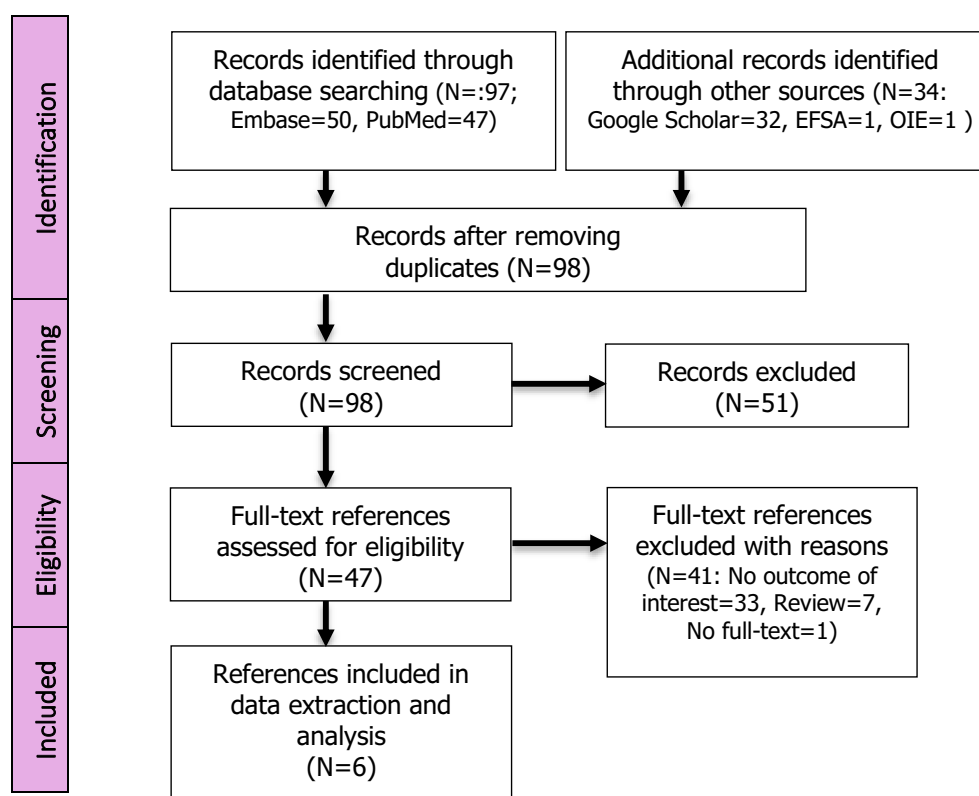 Identification
Records identified through
database searching (N=:97;
Embase=50, PubMed=47)
Additional records identified
through other sources (N=34:
Google Scholar=32, EFSA=1, OIE=1 )
Records after removing
duplicates (N=98)
Screening
Records screened
(N=98)
Records excluded
(N=51)
Eligibility
Full-text references
assessed for eligibility
(N=47)
Full-text references
excluded with reasons
(N=41: No outcome of
interest=33, Review=7,
No full-text=1)
Included
References included in
data extraction and
analysis
(N=6)